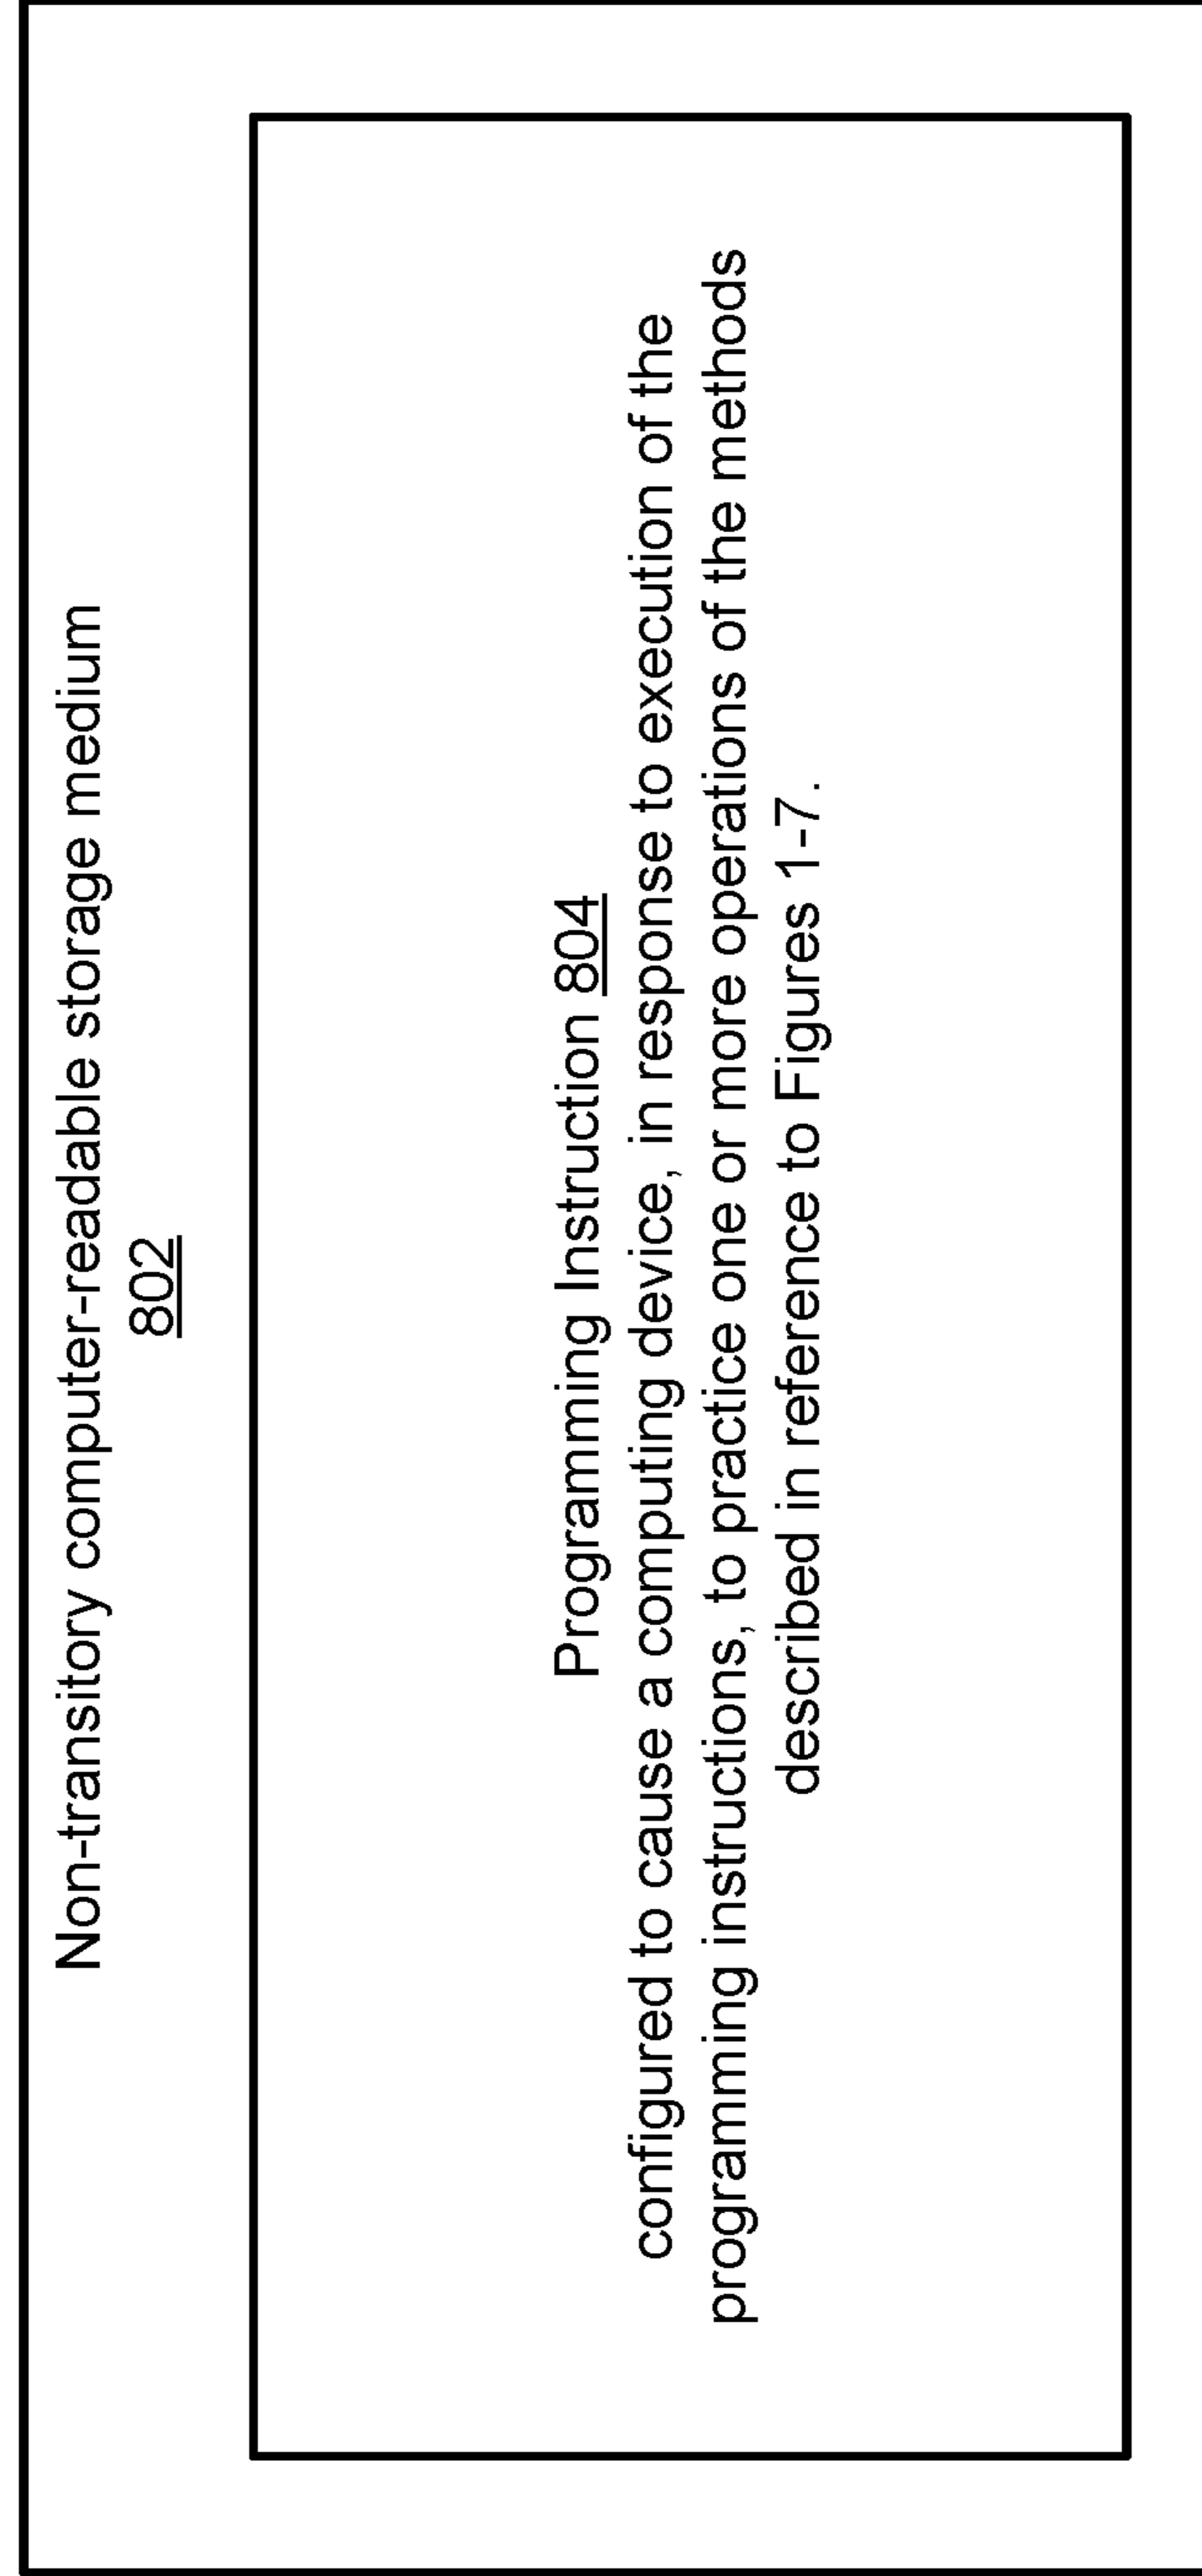 Non-transitory computer-readable storage medium
802
Programming Instruction 804
configured to cause a computing device, in response to execution of the
programming instructions, to practice one or more operations of the methods
described in reference to Figures 1-7.